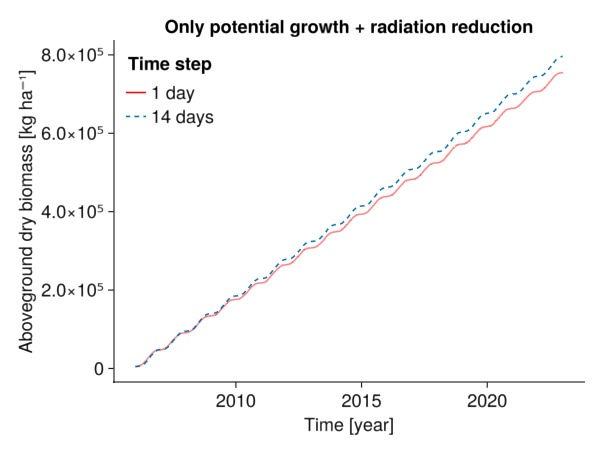 Only potential growth + radiation reduction
Aboveground dry biomass [kg ha⁻¹]
8.0×10⁵
6.0×10⁵
4.0×10⁵
2.0×10⁵
0
Time step
1 day
14 days
2010
2015
2020
Time [year]